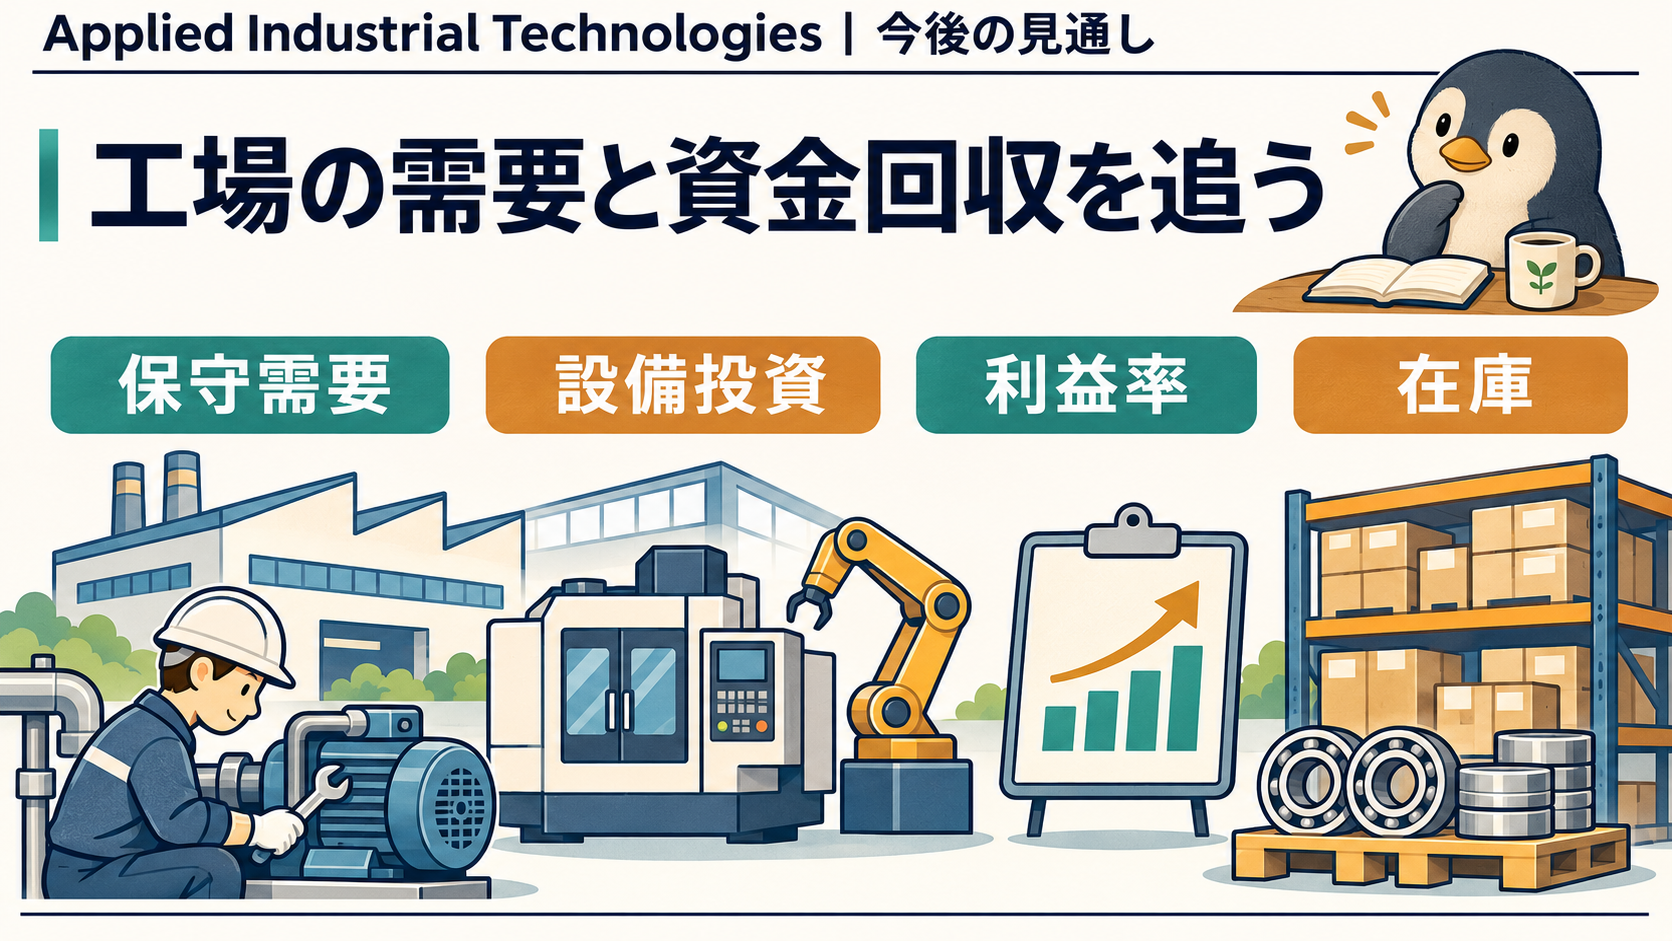 Applied Industrial Technologies | 今後の見通し
工場の需要と資金回収を追う
保守需要
設備投資
利益率
在庫